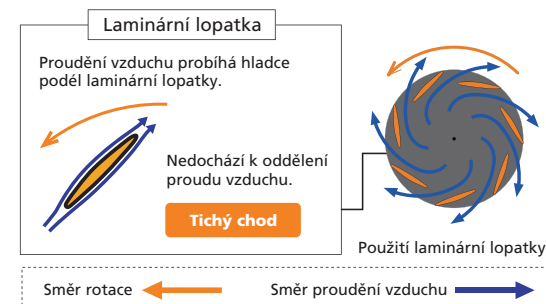 Laminární lopatka
Proudění vzduchu probíhá hladce
podél laminární lopatky.
Nedochází k oddělení
proudu vzduchu.
Tichý chod
Použití laminární lopatky
Směr rotace
Směr proudění vzduchu